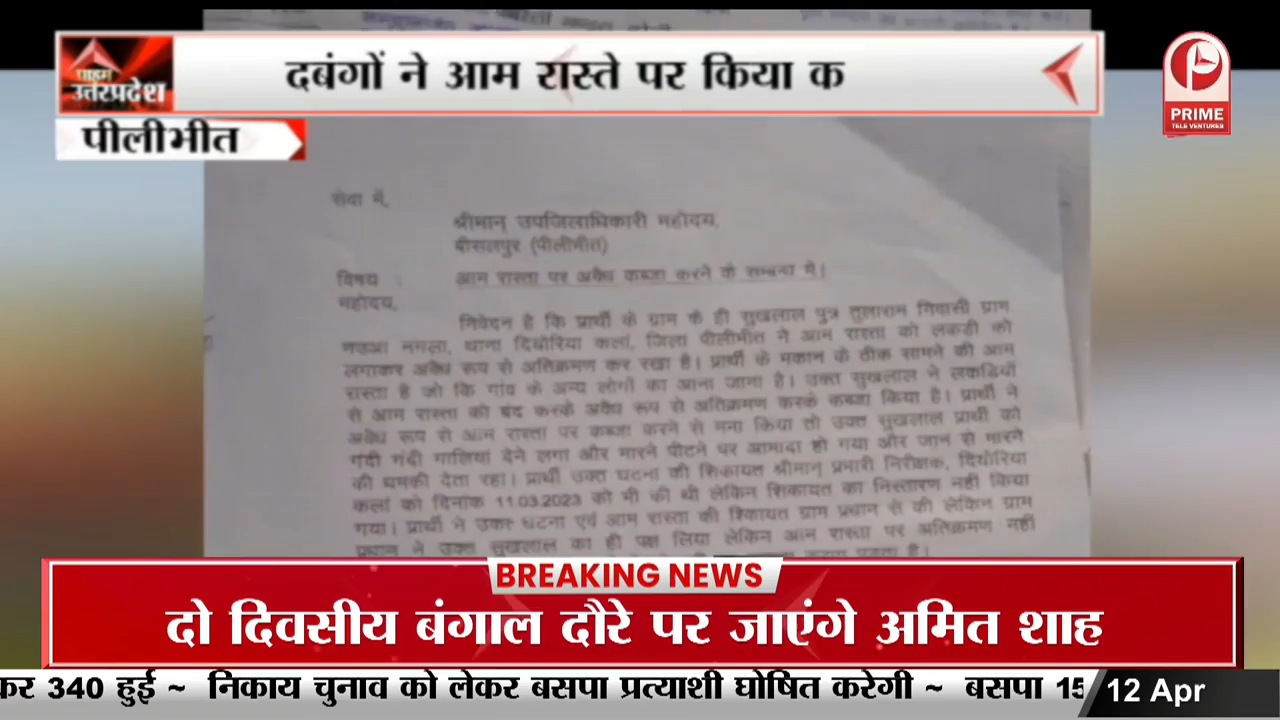 दबंगों ने आम रास्ते पर किया क
प्राइम
उत्तरप्रदेश
पीलीभीत
PRIME
TELE VENTURES
सेवा में,
श्रीमान् उपजिलाधिकारी महोदय,
बीसलपुर (पीलीभीत)
विषय : आम रास्ता पर अवैध कब्जा करने के सम्बन्ध में।
महोदय,
निवेदन है कि प्रार्थी के ग्राम के ही सुखलाल पुत्र तुलाराम निवासी ग्राम
नगला, थाना दियोरिया कलां, जिला पीलीभीत ने आम रास्ता को लकडी को
लगाकर अवैध रूप से अतिक्रमण कर रखा है। प्रार्थी के मकान के ठीक सामने की आम
रास्ता है जो कि गांव के अन्य लोगों का आना जाना है। उक्त सुखलाल ने लकडियों
से आम रास्ता को बंद करके अवैध रूप से अतिक्रमण करके कब्जा किया है। प्रार्थी ने
अवैध रूप से आम रास्ता पर कब्जा करने से मना किया तो उक्त सुखलाल प्रार्थी को
गंदी गंदी गालियां देने लगा और मारने पीटने पर आमादा हो गया और जान से मारने
की धमकी देता रहा। प्रार्थी उक्त घटना की शिकायत श्रीमान् प्रभारी निरीक्षक, दियोरिया
कलां को दिनांक 11.03.2023 को भी की थी लेकिन शिकायत का निस्तारण नहीं किया
गया। प्रार्थी ने उक्त घटना एवं आम रास्ता की शिकायत ग्राम प्रधान से की लेकिन ग्राम
प्रधान ने उक्त सुखलाल का ही पक्ष लिया लेकिन आम रास्ता पर अतिक्रमण नहीं
BREAKING NEWS
दो दिवसीय बंगाल दौरे पर जाएंगे अमित शाह
कर 340 हुई ~ निकाय चुनाव को लेकर बसपा प्रत्याशी घोषित करेगी ~ बसपा 15
12 Apr